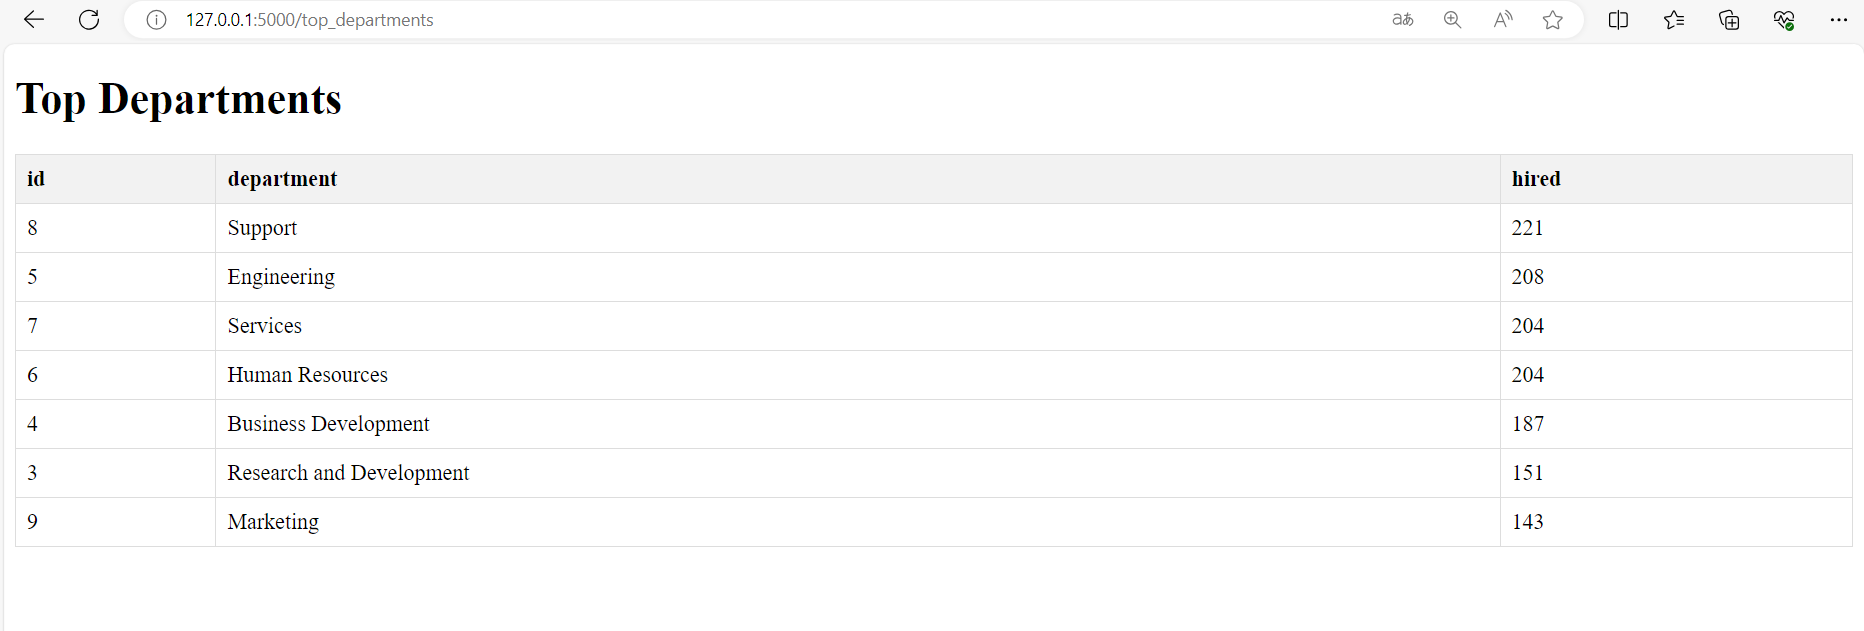 127.0.0.1:5000/top_departments
Top Departments
id department hired
8 Support 221
5 Engineering 208
7 Services 204
6 Human Resources 204
4 Business Development 187
3 Research and Development 151
9 Marketing 143